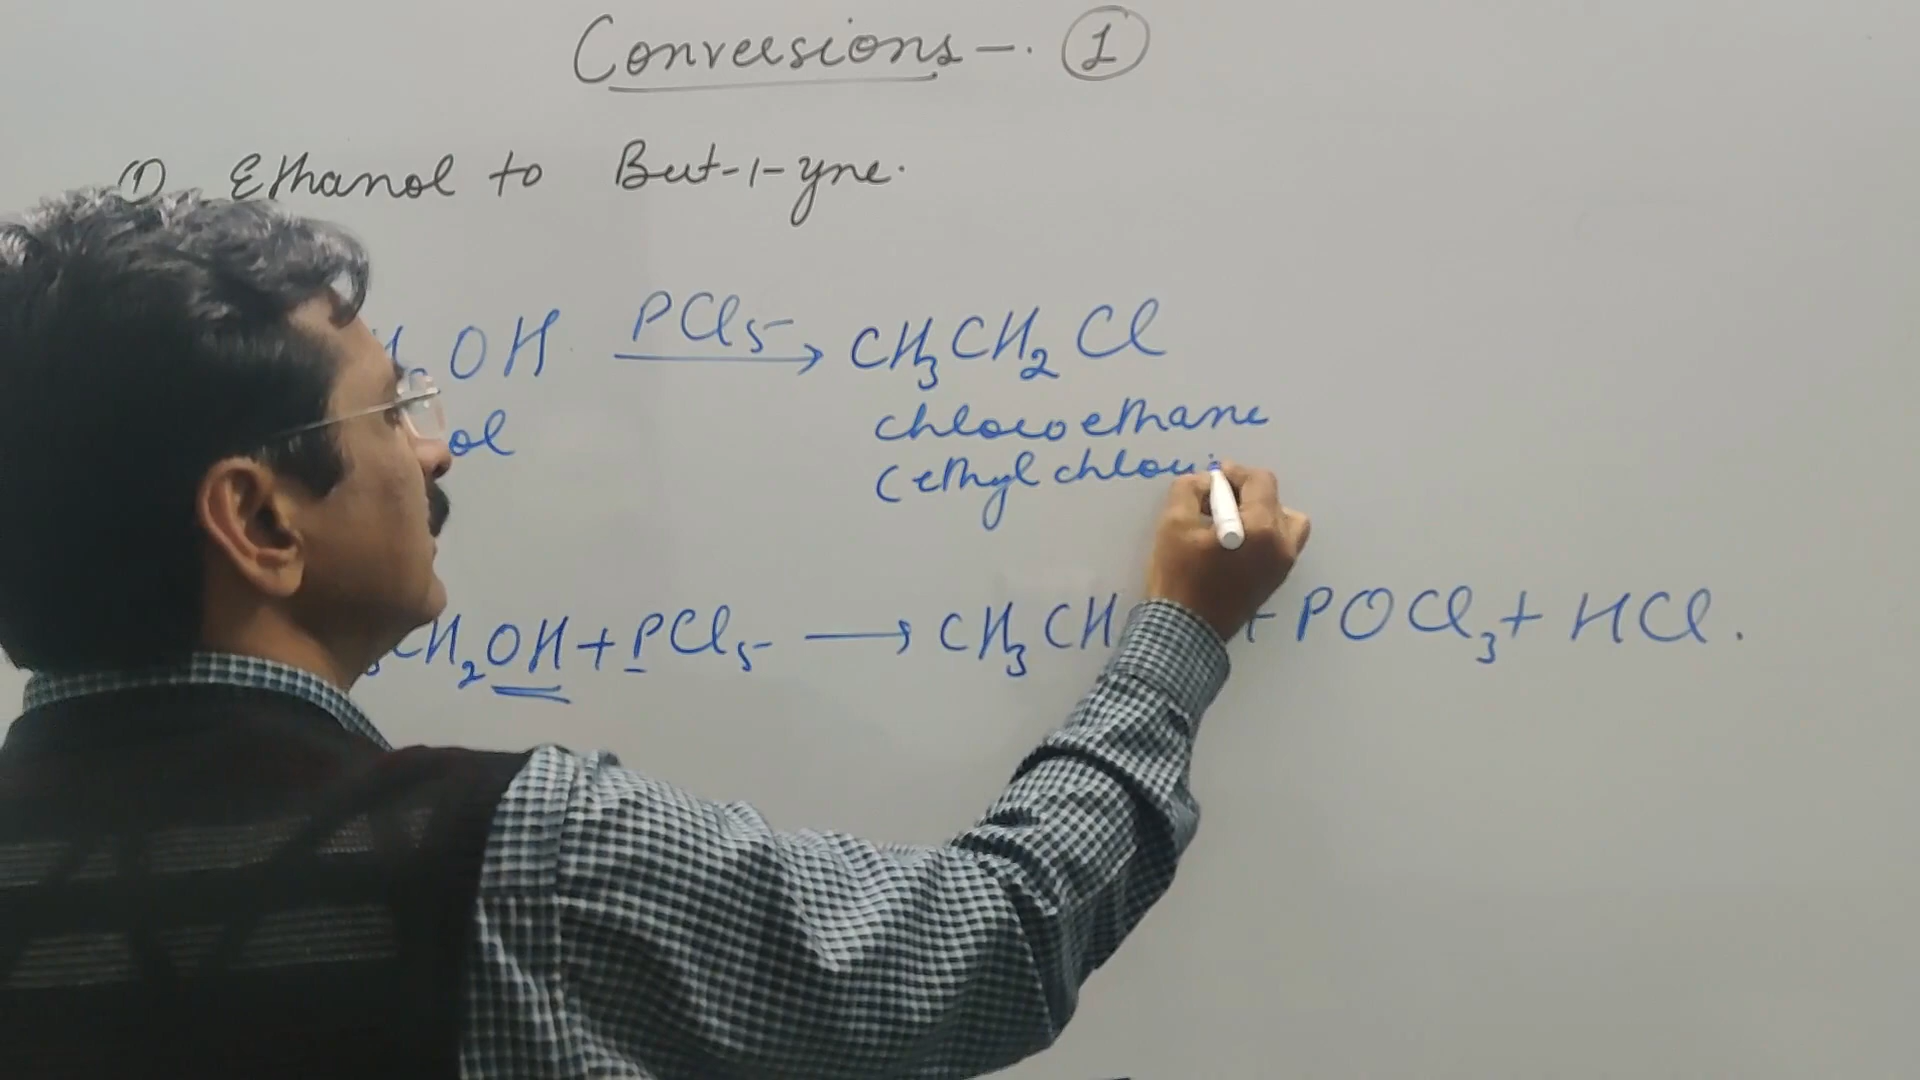 Conversions - . ①
① Ethanol to But-1-yne.
OH PCl₅ → CH₃CH₂Cl
ol chloroethane
(ethyl chlori
CH₂OH + PCl₅ → CH₃CH + POCl₃ + HCl.